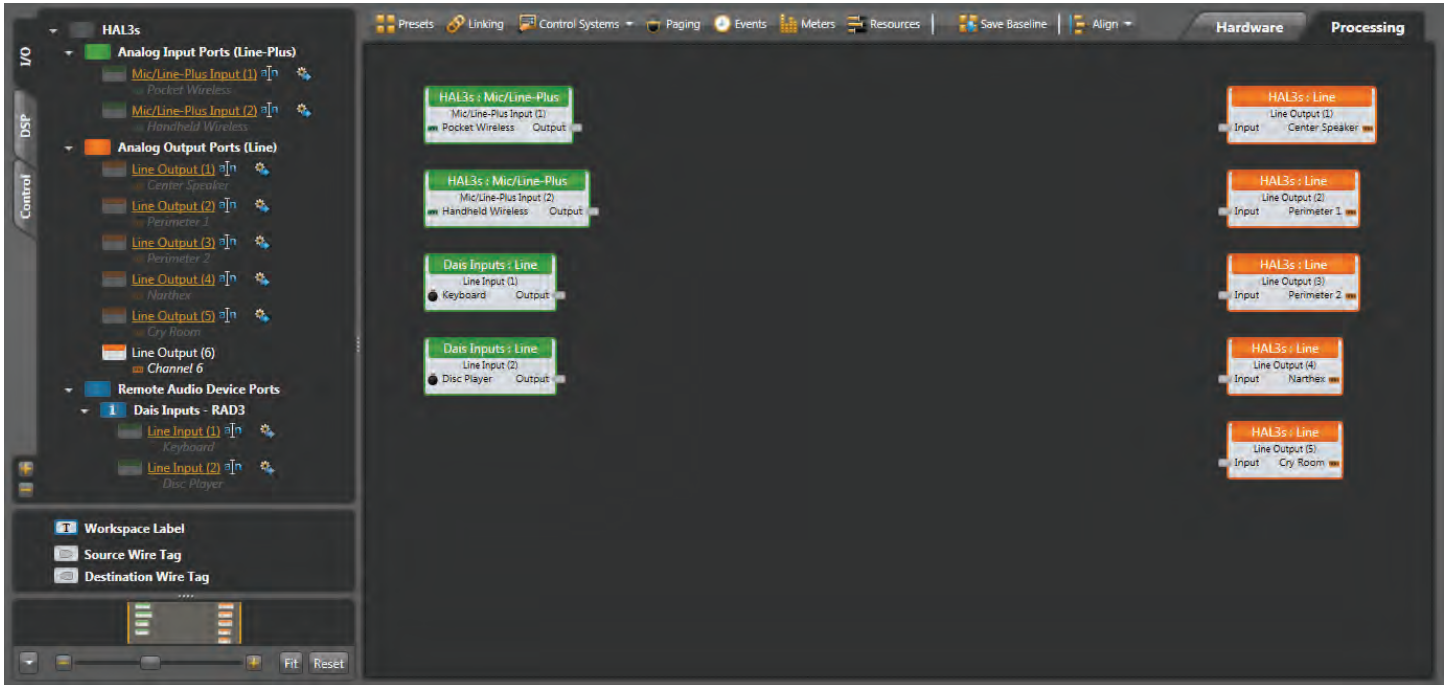 Presets Linking Control Systems Paging Events Meters Resources Save Baseline Align Hardware Processing
I/O
DSP
Control
HAL3s
Analog Input Ports (Line-Plus)
Mic/Line-Plus Input (1)
Pocket Wireless
Mic/Line-Plus Input (2)
Handheld Wireless
Analog Output Ports (Line)
Line Output (1)
Center Speaker
Line Output (2)
Perimeter 1
Line Output (3)
Perimeter 2
Line Output (4)
Narthex
Line Output (5)
Cry Room
Line Output (6)
Channel 6
Remote Audio Device Ports
1 Dais Inputs - RAD3
Line Input (1)
Keyboard
Line Input (2)
Disc Player
T Workspace Label
Source Wire Tag
Destination Wire Tag
Fit Reset
HAL3s : Mic/Line-Plus
Mic/Line-Plus Input (1)
Pocket Wireless Output
HAL3s : Mic/Line-Plus
Mic/Line-Plus Input (2)
Handheld Wireless Output
Dais Inputs : Line
Line Input (1)
Keyboard Output
Dais Inputs : Line
Line Input (2)
Disc Player Output
HAL3s : Line
Line Output (1)
Input Center Speaker
HAL3s : Line
Line Output (2)
Input Perimeter 1
HAL3s : Line
Line Output (3)
Input Perimeter 2
HAL3s : Line
Line Output (4)
Input Narthex
HAL3s : Line
Line Output (5)
Input Cry Room